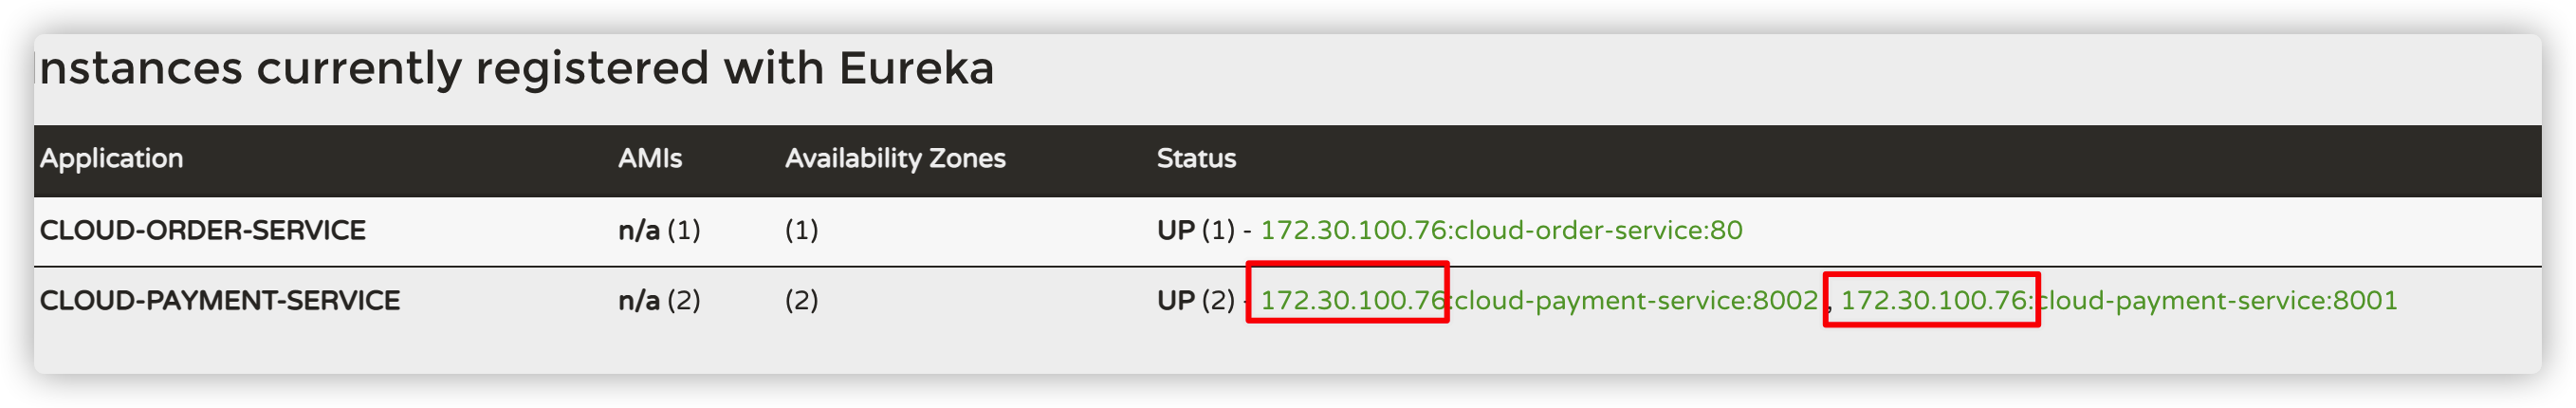 Instances currently registered with Eureka
Application AMIs Availability Zones Status
CLOUD-ORDER-SERVICE n/a (1) (1) UP (1) - 172.30.100.76:cloud-order-service:80
CLOUD-PAYMENT-SERVICE n/a (2) (2) UP (2) - 172.30.100.76:cloud-payment-service:8002 , 172.30.100.76:cloud-payment-service:8001